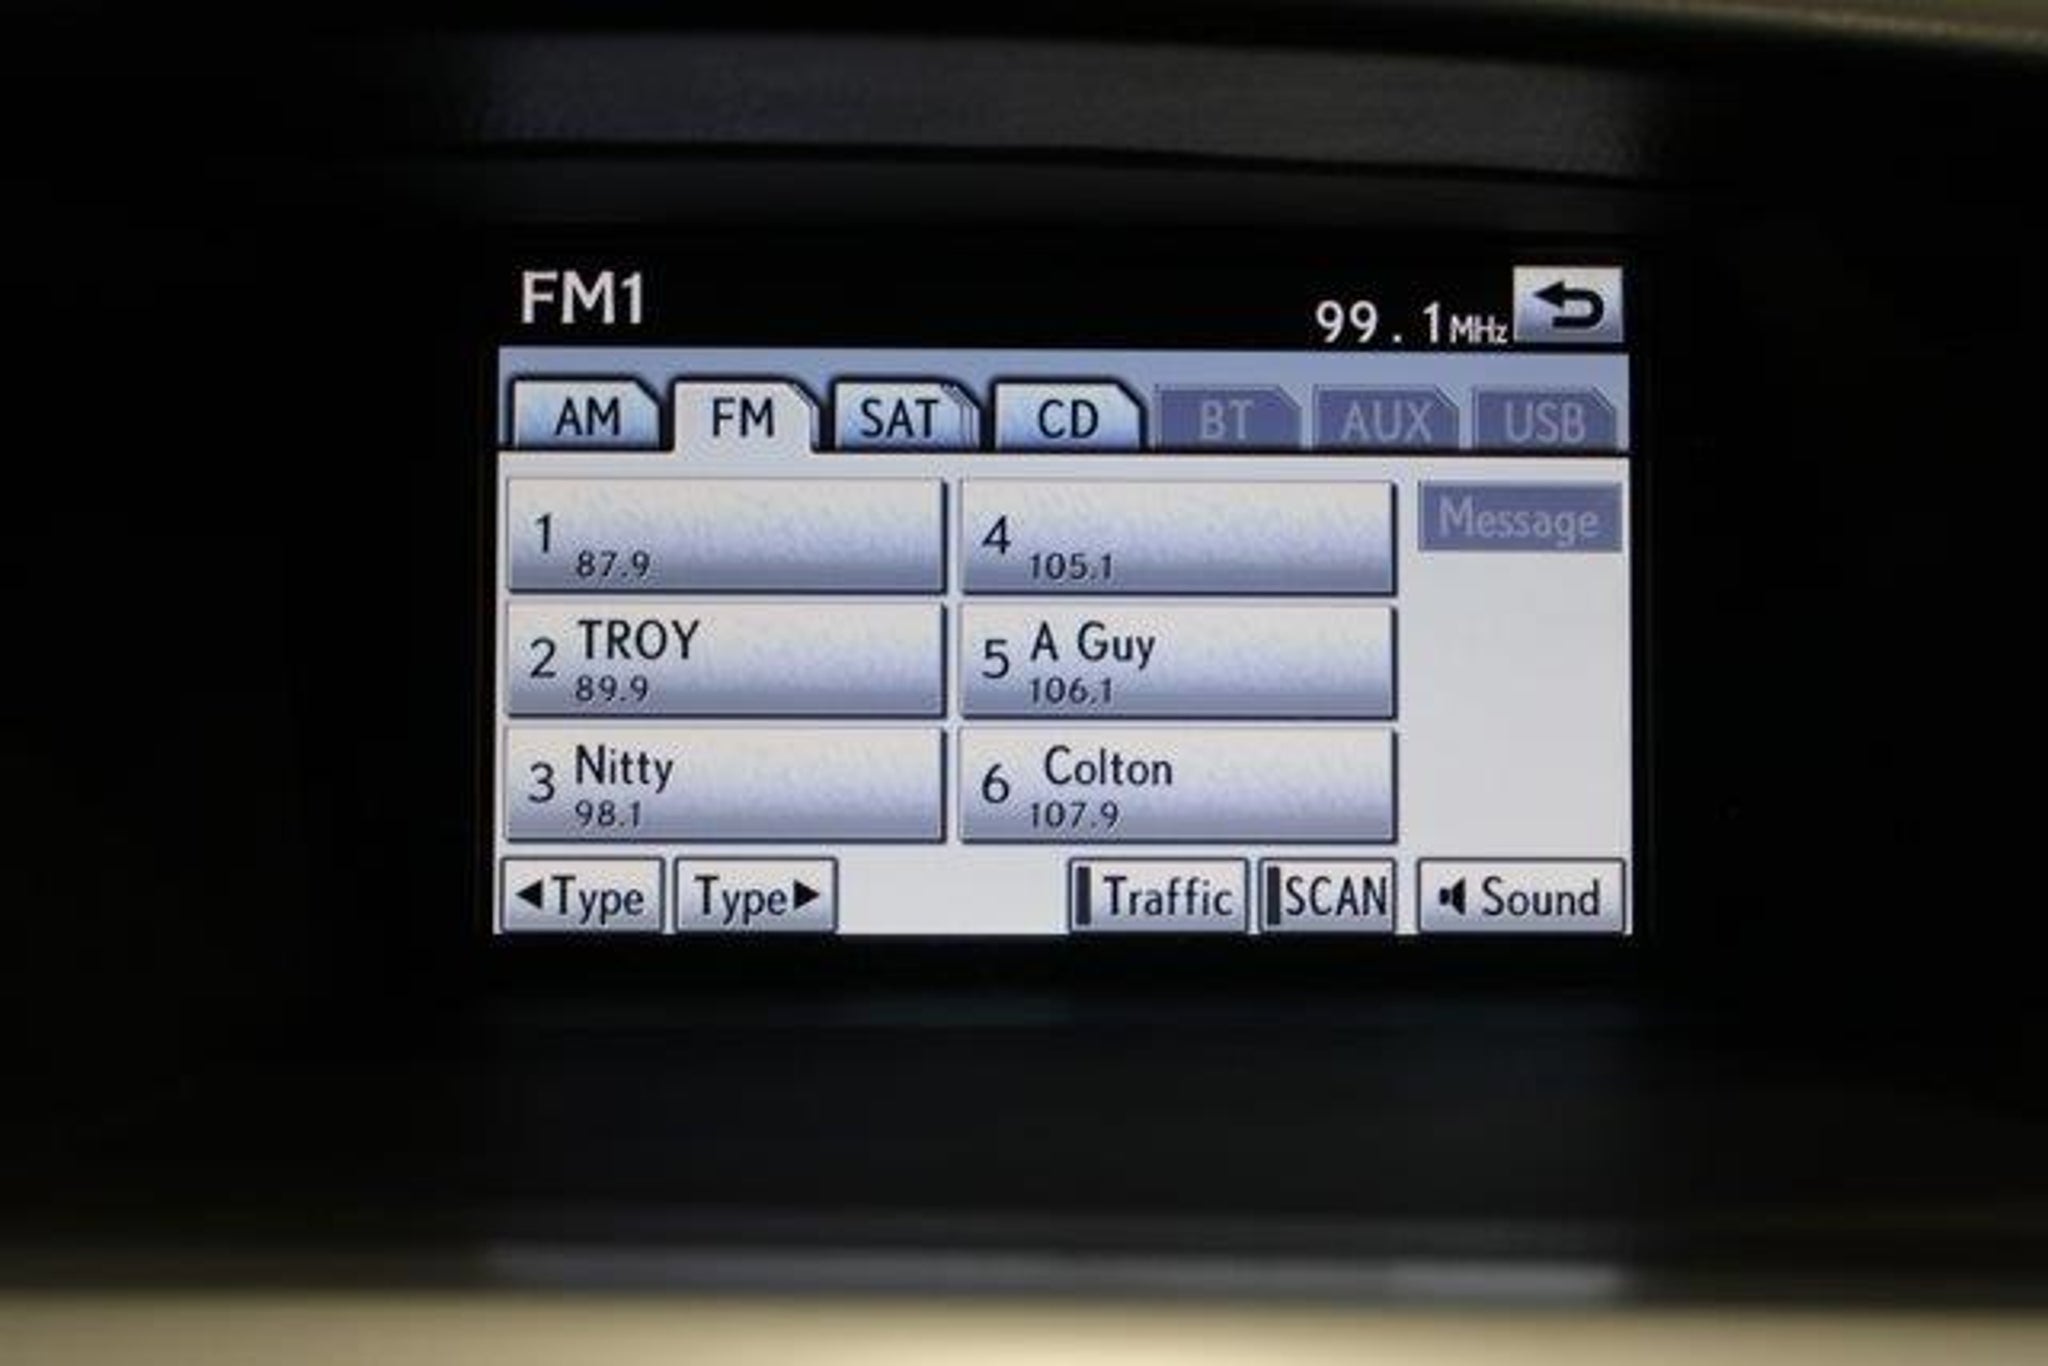 FM1
99.1MHz
AM FM SAT CD BT AUX USB
1 87.9
4 105.1
Message
2 TROY
89.9
5 A Guy
106.1
3 Nitty
98.1
6 Colton
107.9
Type Type Traffic SCAN Sound